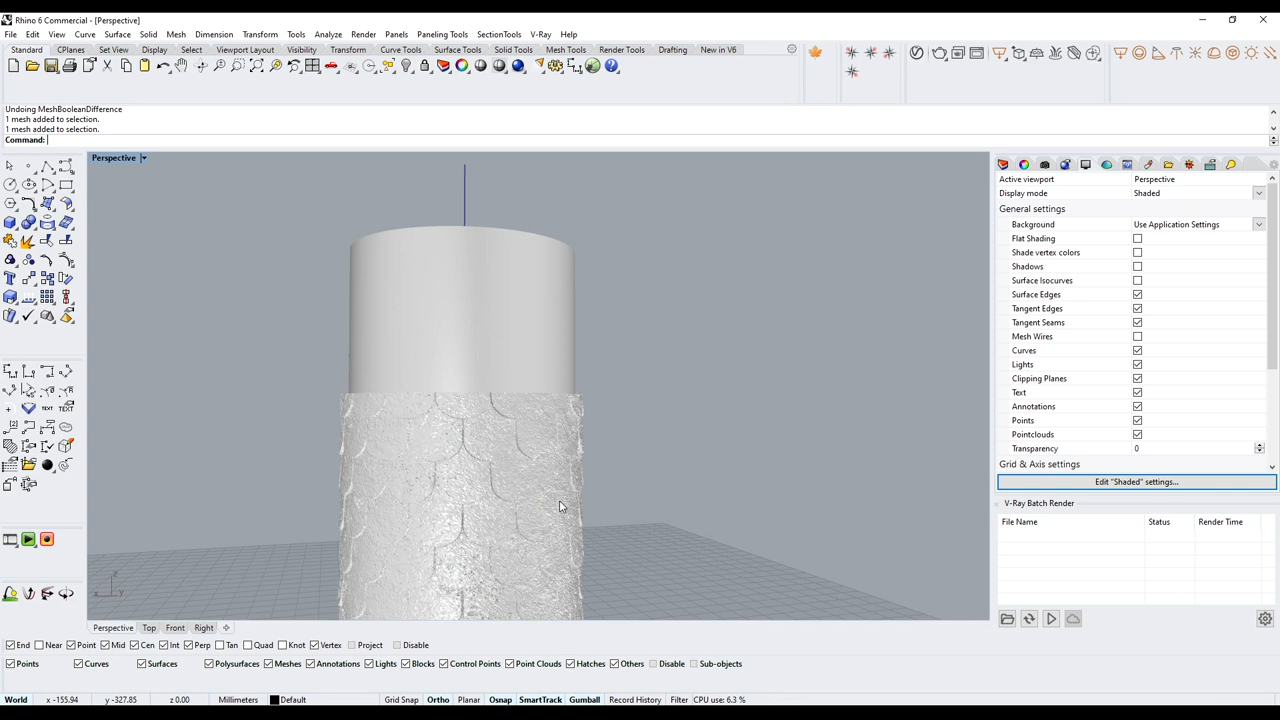 Rhino 6 Commercial - [Perspective]
File Edit View Curve Surface Solid Mesh Dimension Transform Tools Analyze Render Panels Paneling Tools SectionTools V-Ray Help
Standard CPlanes Set View Display Select Viewport Layout Visibility Transform Curve Tools Surface Tools Solid Tools Mesh Tools Render Tools Drafting New in V6
Undoing MeshBooleanDifference
1 mesh added to selection.
1 mesh added to selection.
Command:
Perspective
Active viewport Perspective
Display mode Shaded
General settings
Background Use Application Settings
Flat Shading
Shade vertex colors
Shadows
Surface Isocurves
Surface Edges
Tangent Edges
Tangent Seams
Mesh Wires
Curves
Lights
Clipping Planes
Text
Annotations
Points
Pointclouds
Transparency 0
Grid & Axis settings
Edit "Shaded" settings...
V-Ray Batch Render
File Name Status Render Time
z
x y
Perspective Top Front Right
End Near Point Mid Cen Int Perp Tan Quad Knot Vertex Project Disable
Points Curves Surfaces Polysurfaces Meshes Annotations Lights Blocks Control Points Point Clouds Hatches Others Disable Sub-objects
World x -155.94 y -327.85 z 0.00 Millimeters Default Grid Snap Ortho Planar Osnap SmartTrack Gumball Record History Filter CPU use: 6.3 %